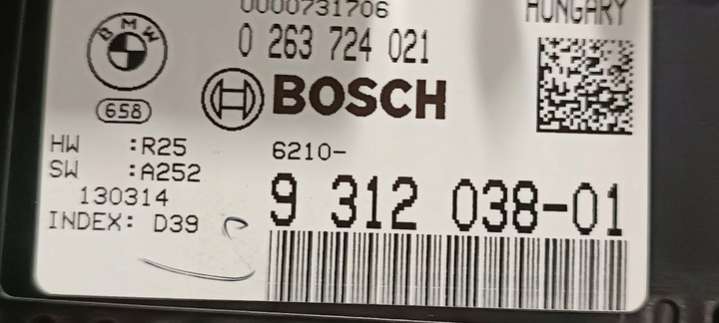 0000731706
HUNGARY
BMW
0 263 724 021
658
BOSCH
HW :R25
SW :A252
130314
INDEX: D39
6210-
9 312 038-01